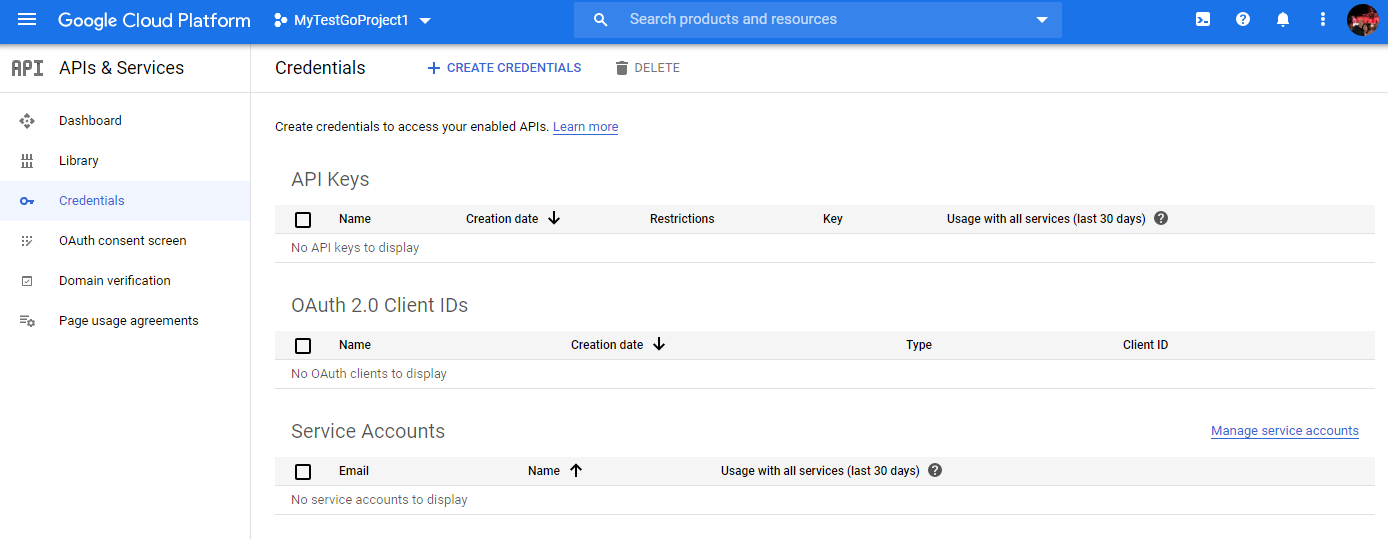 Google Cloud Platform MyTestGoProject1 Search products and resources
API APIs & Services Credentials CREATE CREDENTIALS DELETE
Dashboard
Library
Credentials
OAuth consent screen
Domain verification
Page usage agreements
Create credentials to access your enabled APIs. Learn more
API Keys
Name Creation date Restrictions Key Usage with all services (last 30 days) ?
No API keys to display
OAuth 2.0 Client IDs
Name Creation date Type Client ID
No OAuth clients to display
Service Accounts Manage service accounts
Email Name Usage with all services (last 30 days) ?
No service accounts to display